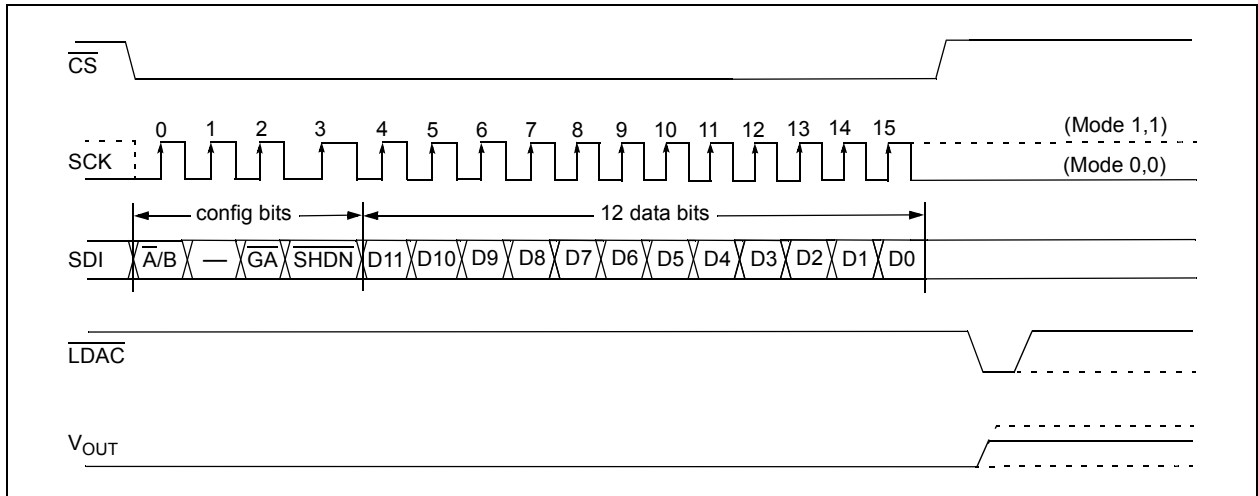 CS
0 1 2 3 4 5 6 7 8 9 10 11 12 13 14 15
(Mode 1,1)
SCK
(Mode 0,0)
config bits
12 data bits
SDI
A/B — GA SHDN D11 D10 D9 D8 D7 D6 D5 D4 D3 D2 D1 D0
LDAC
VOUT